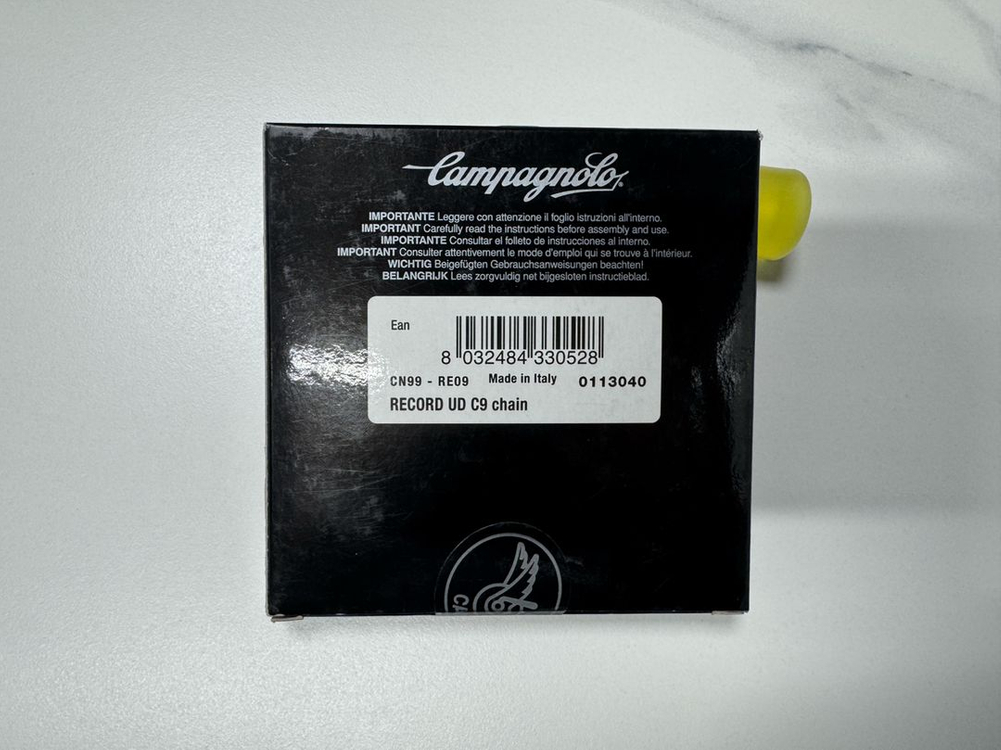 Campagnolo
IMPORTANTE Leggere con attenzione il foglio istruzioni all'interno.
IMPORTANT Carefully read the instructions before assembly and use.
IMPORTANTE Consultar el folleto de instrucciones al interno.
IMPORTANT Consulter attentivement le mode d'emploi qui se trouve à l'intérieur.
WICHTIG Beigefügten Gebrauchsanweisungen beachten!
BELANGRIJK Lees zorgvuldig net bijgesloten instructieblad.
Ean
8 032484 330528
CN99 - RE09 Made in Italy 0113040
RECORD UD C9 chain